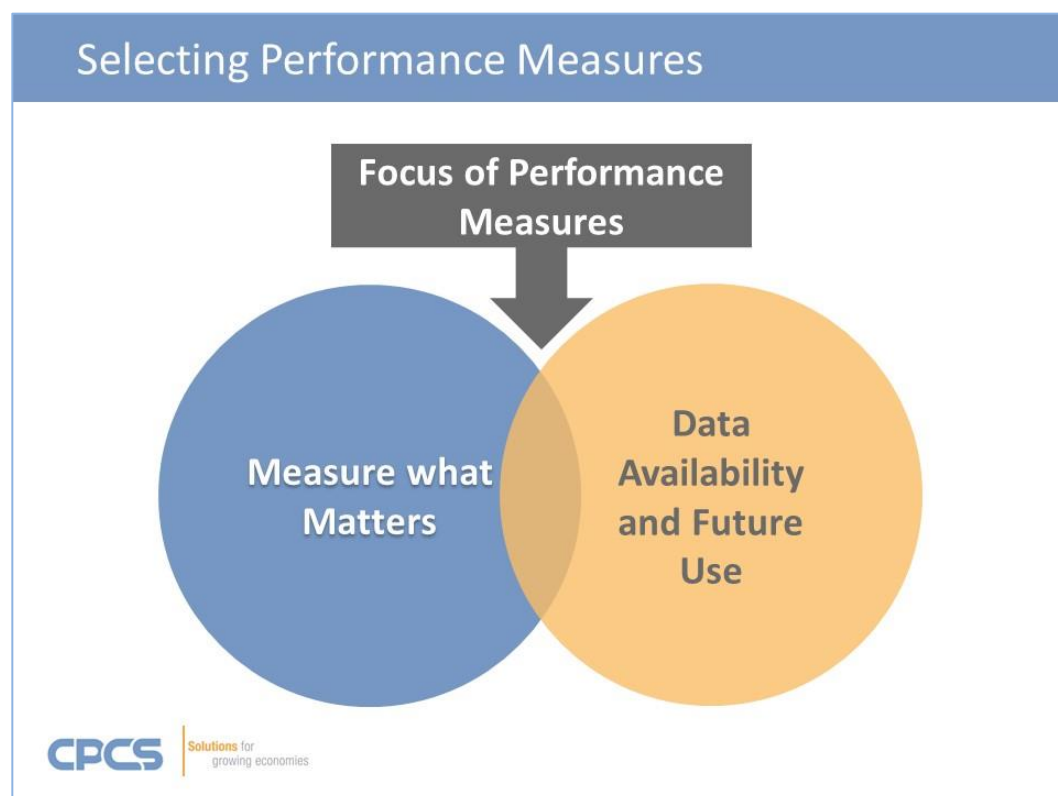 Selecting Performance Measures
Focus of Performance
Measures
Measure what
Matters
Data
Availability
and Future
Use
CPCS
Solutions for
growing economies